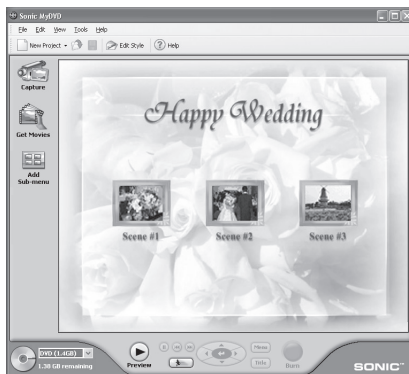 Sonic MyDVD
File Edit View Tools Help
New Project Edit Style Help
Capture
Get Movies
Add
Sub-menu
Happy Wedding
Scene #1 Scene #2 Scene #3
DVD (1.4GB)
1.30 GB remaining
Preview
Menu
Title
Burn
SONIC™